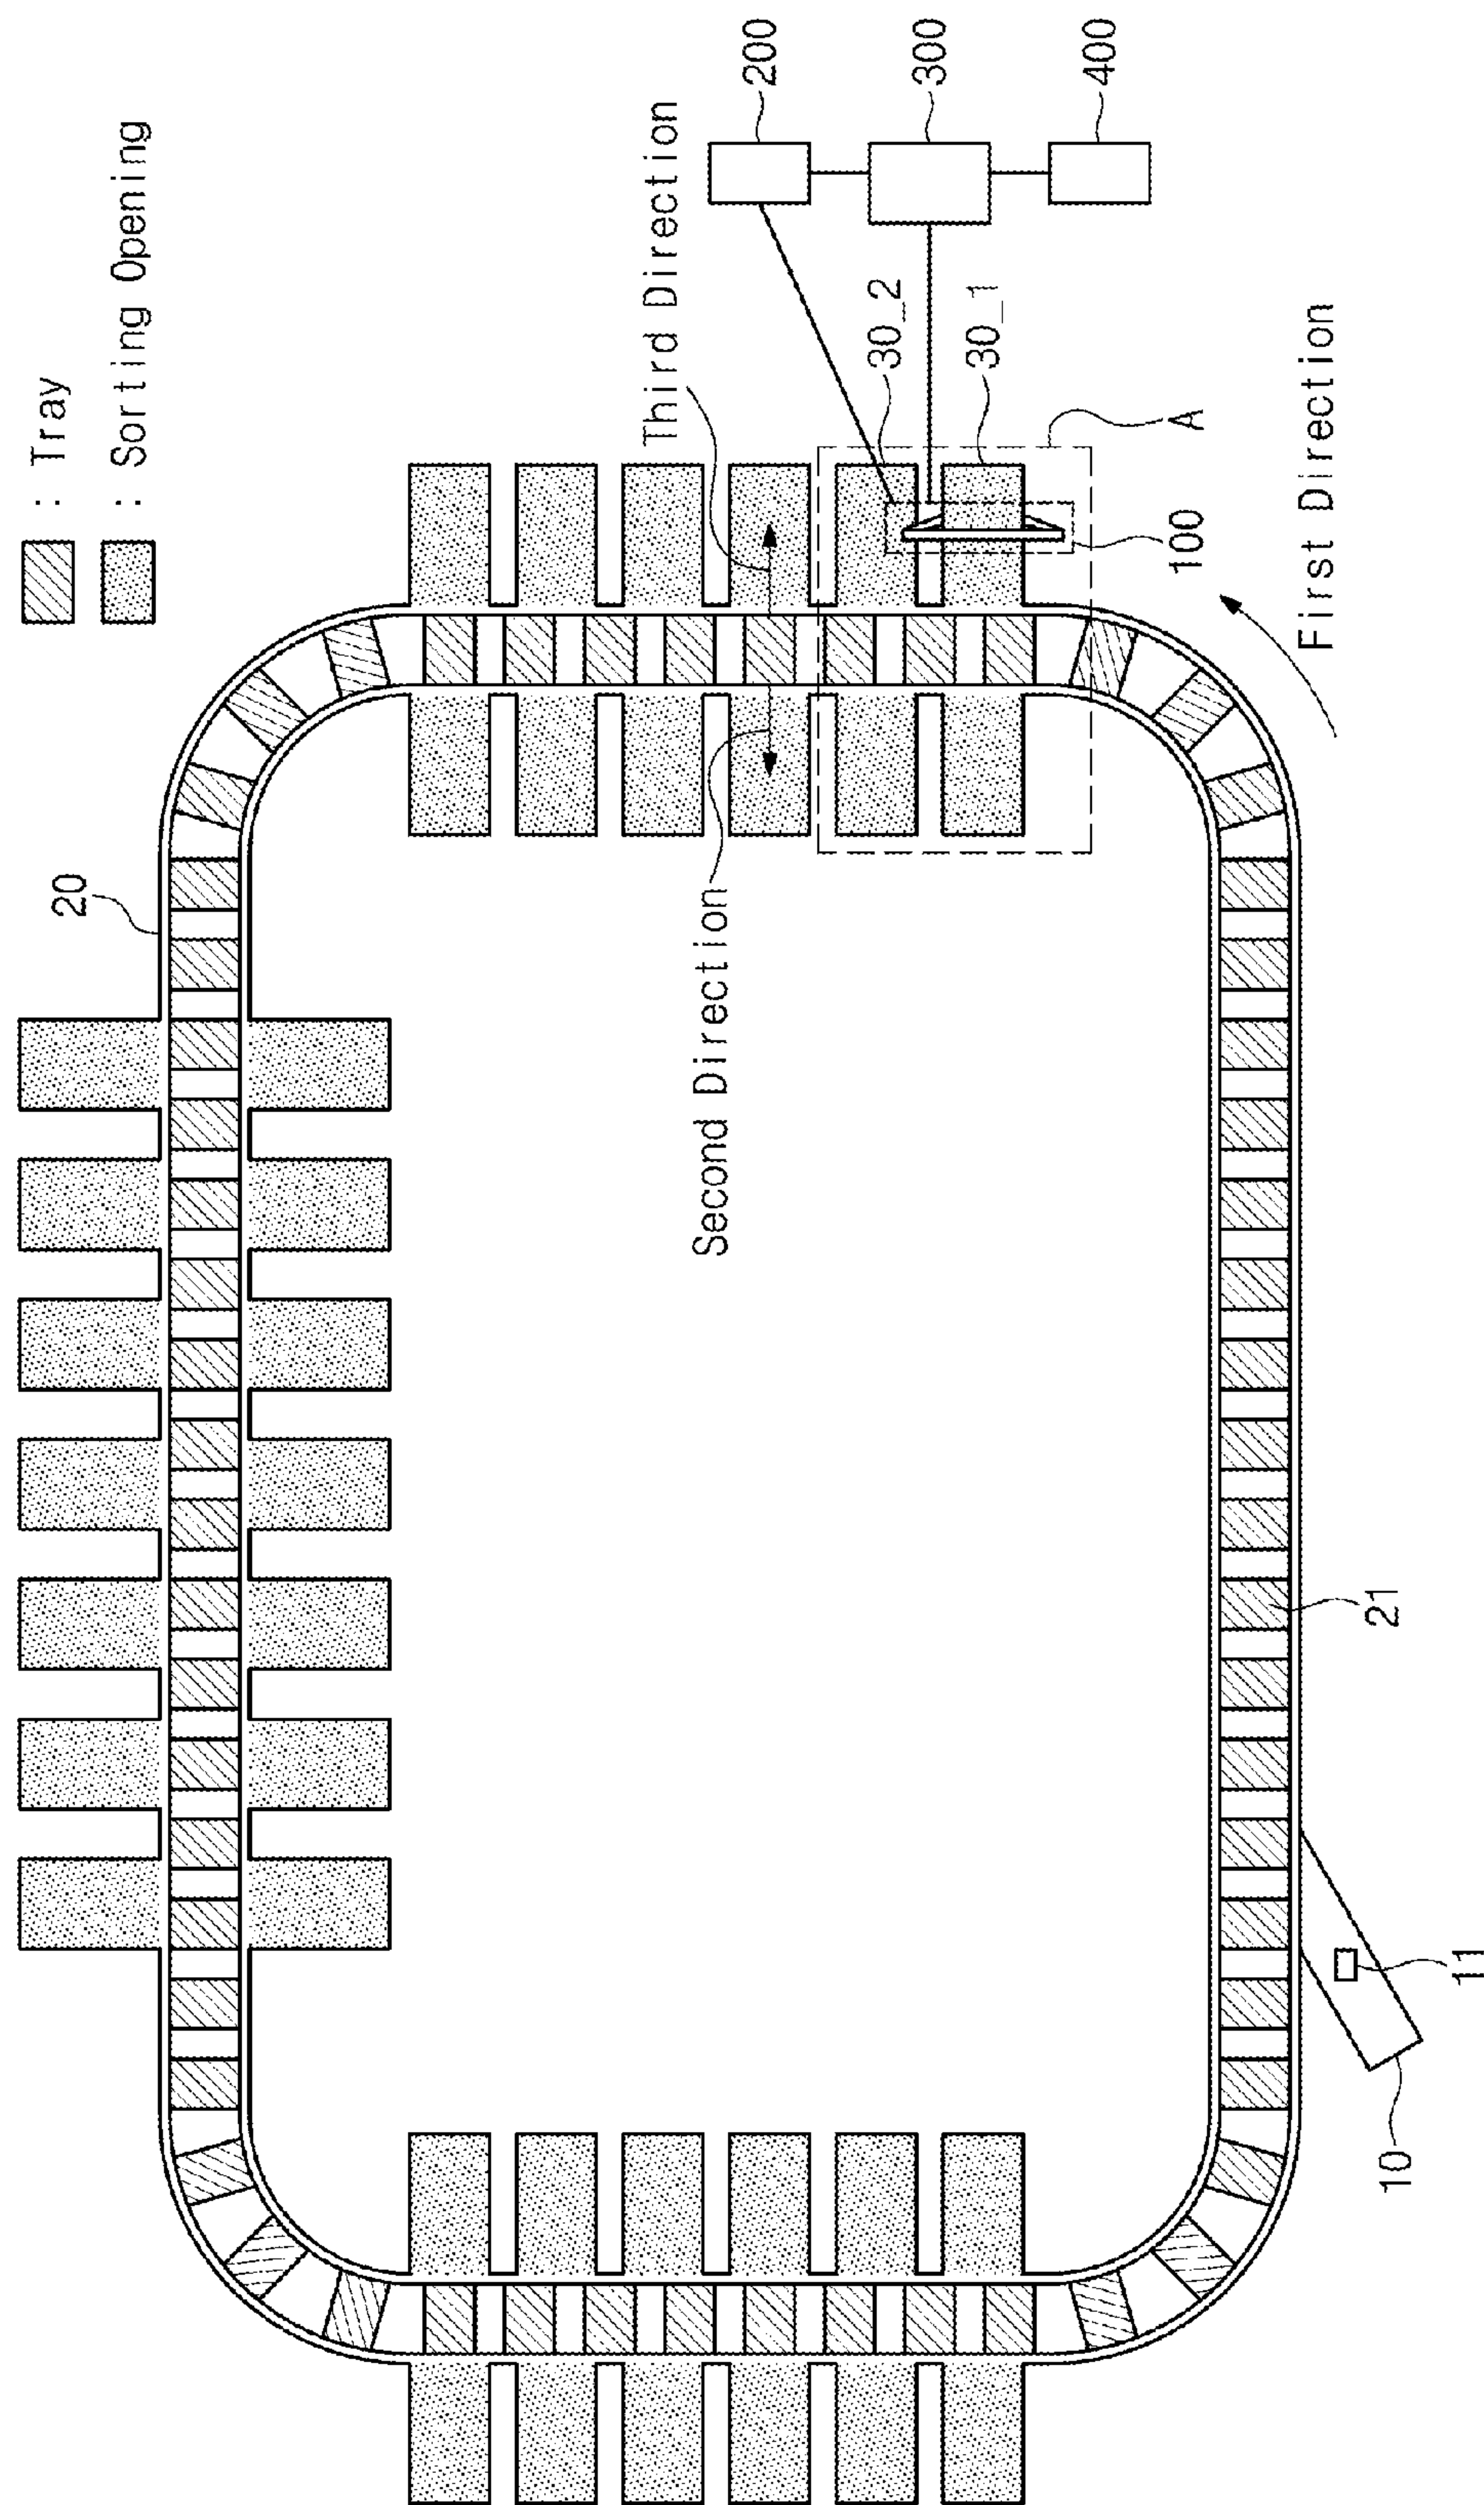 : Tray
: Sorting Opening
200
300
400
Third Direction
30_2
30_1
A
100
First Direction
20
Second Direction
21
11
10